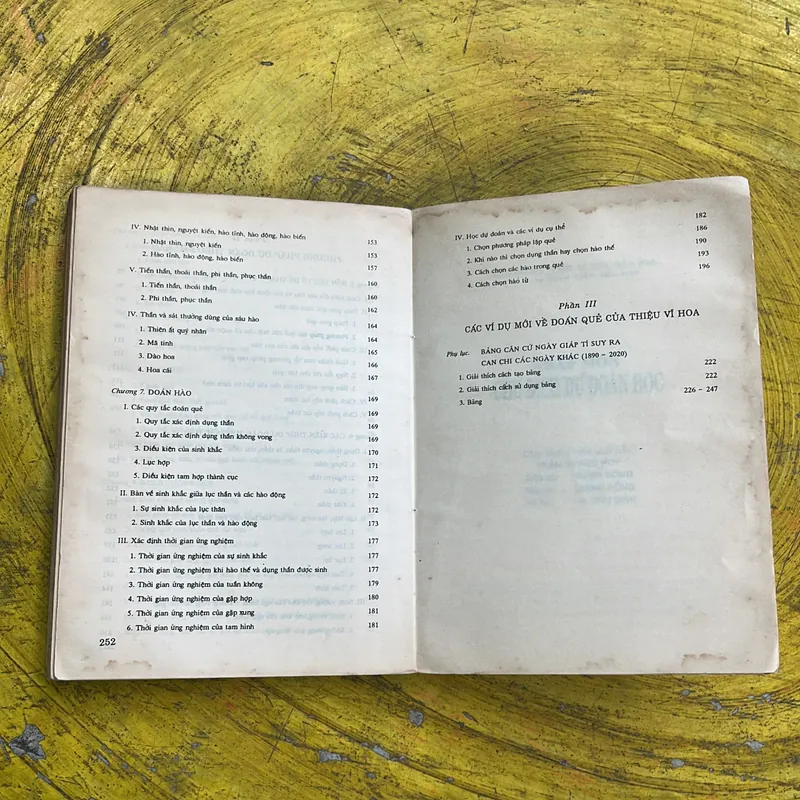 IV. Nhật thìn, nguyệt kiến, hào tĩnh, hào động, hào biến 153
1. Nhật thìn, nguyệt kiến 153
2. Hào tĩnh, hào động, hào biến 157
V. Tiến thần, thoái thần, phi thần, phục thần 160
1. Tiến thần, thoái thần 160
2. Phi thần, phục thần 162
IV. Thần và sát thường dùng của sáu hào 164
1. Thiên ất quý nhân 164
2. Mã tinh 164
3. Đào hoa 164
4. Hoa cái 167
Chương 7. ĐOÁN HÀO 169
I. Các quy tắc đoán quẻ 169
1. Quy tắc xác định dụng thần 169
2. Quy tắc xác định dụng thần không vong 169
3. Điều kiện của sinh khắc 170
4. Lục hợp 171
5. Điều kiện tam hợp thành cục 172
II. Bàn về sinh khắc giữa lục thần và các hào động 172
1. Sự sinh khắc của lục thân 172
2. Sinh khắc của lục thần và hào động 173
III. Xác định thời gian ứng nghiệm 177
1. Thời gian ứng nghiệm của sự sinh khắc 177
2. Thời gian ứng nghiệm khi hào thế và dụng thần được sinh 177
3. Thời gian ứng nghiệm của tuần không 179
4. Thời gian ứng nghiệm của gặp hợp 180
5. Thời gian ứng nghiệm của gặp xung 181
6. Thời gian ứng nghiệm của tam hình 181
252
IV. Học dự đoán và các ví dụ cụ thể 182
1. Chọn phương pháp lập quẻ 186
2. Khi nào thì chọn dụng thần hay chọn hào thế 190
3. Cách chọn các hào trong quẻ 193
4. Cách chọn hào từ 196
Phần III
CÁC VÍ DỤ MỚI VỀ ĐOÁN QUẺ CỦA THIỆU VĨ HOA
Phụ lục. BẢNG CĂN CỨ NGÀY GIÁP TÍ SUY RA
CAN CHI CÁC NGÀY KHÁC (1890 - 2020)
1. Giải thích cách tạo bảng 222
2. Giải thích cách sử dụng bảng 222
3. Bảng 226 - 247